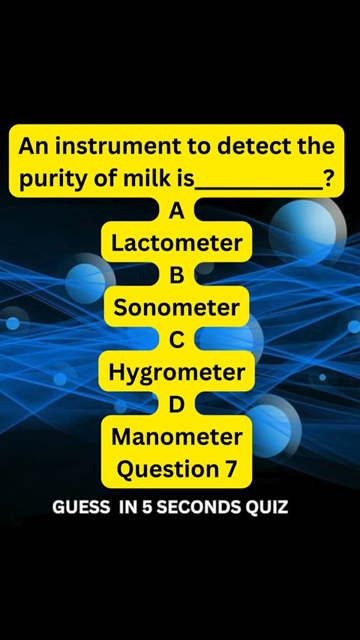 An instrument to detect the
purity of milk is__________?
A
Lactometer
B
Sonometer
C
Hygrometer
D
Manometer
Question 7
GUESS IN 5 SECONDS QUIZ